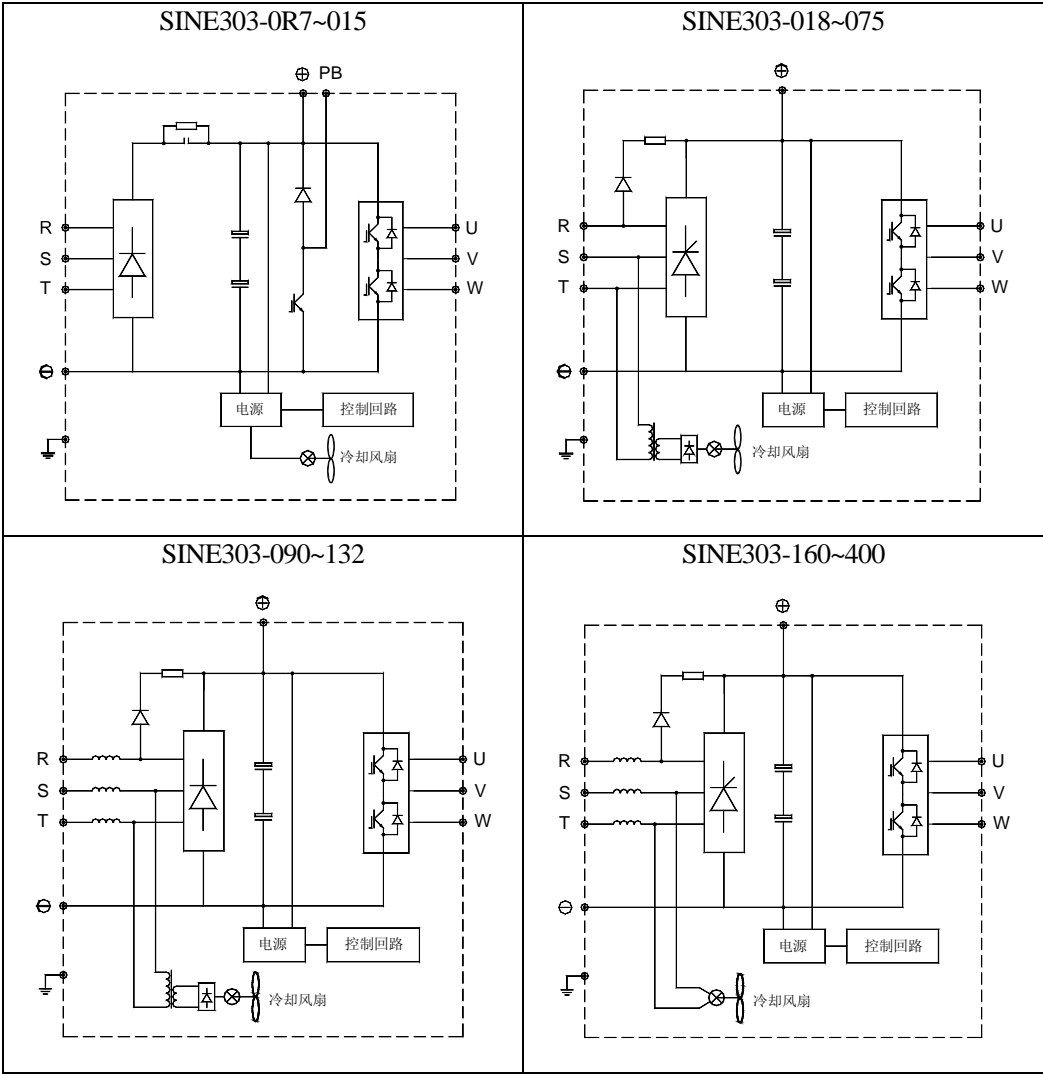 SINE303-0R7~015
⊕ PB
R
S
T
⊖
U
V
W
电源
控制回路
冷却风扇
SINE303-018~075
⊕
R
S
T
⊖
U
V
W
电源
控制回路
冷却风扇
SINE303-090~132
⊕
R
S
T
⊖
U
V
W
电源
控制回路
冷却风扇
SINE303-160~400
⊕
R
S
T
⊖
U
V
W
电源
控制回路
冷却风扇